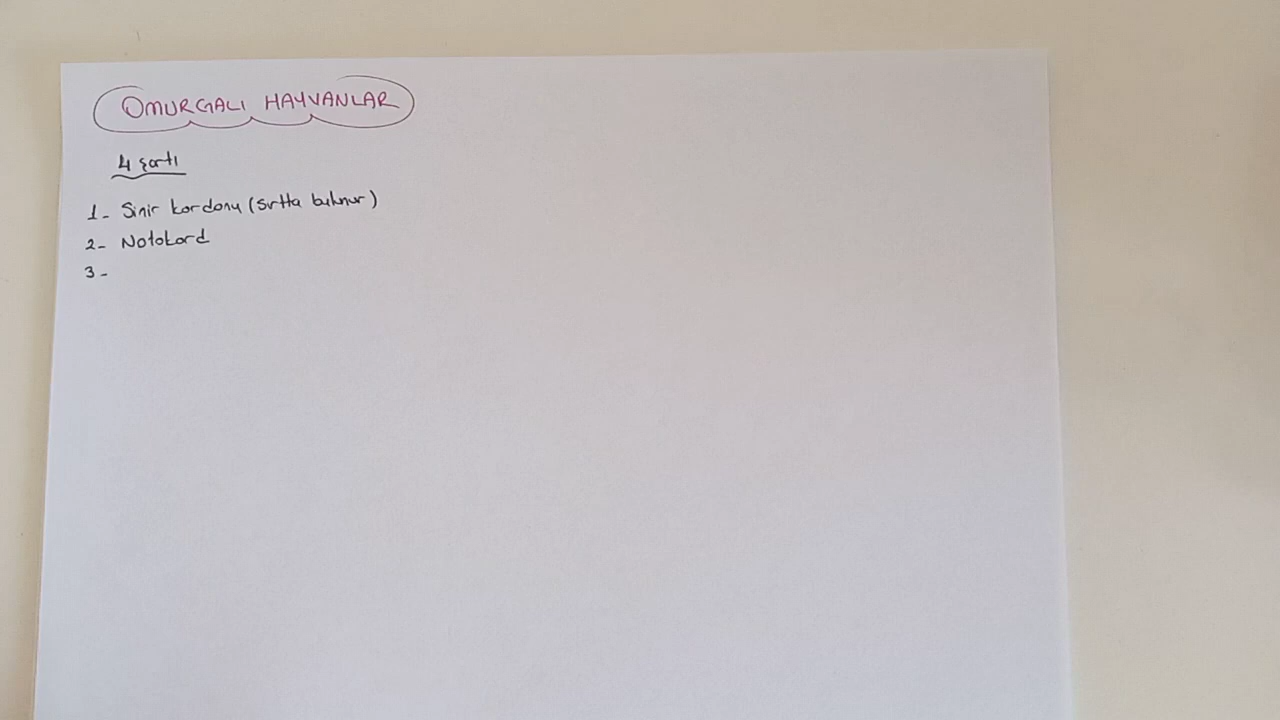 OMURGALI HAYVANLAR
4 şartı
1- Sinir kordonu (sırtta bulunur)
2- Notokord
3-